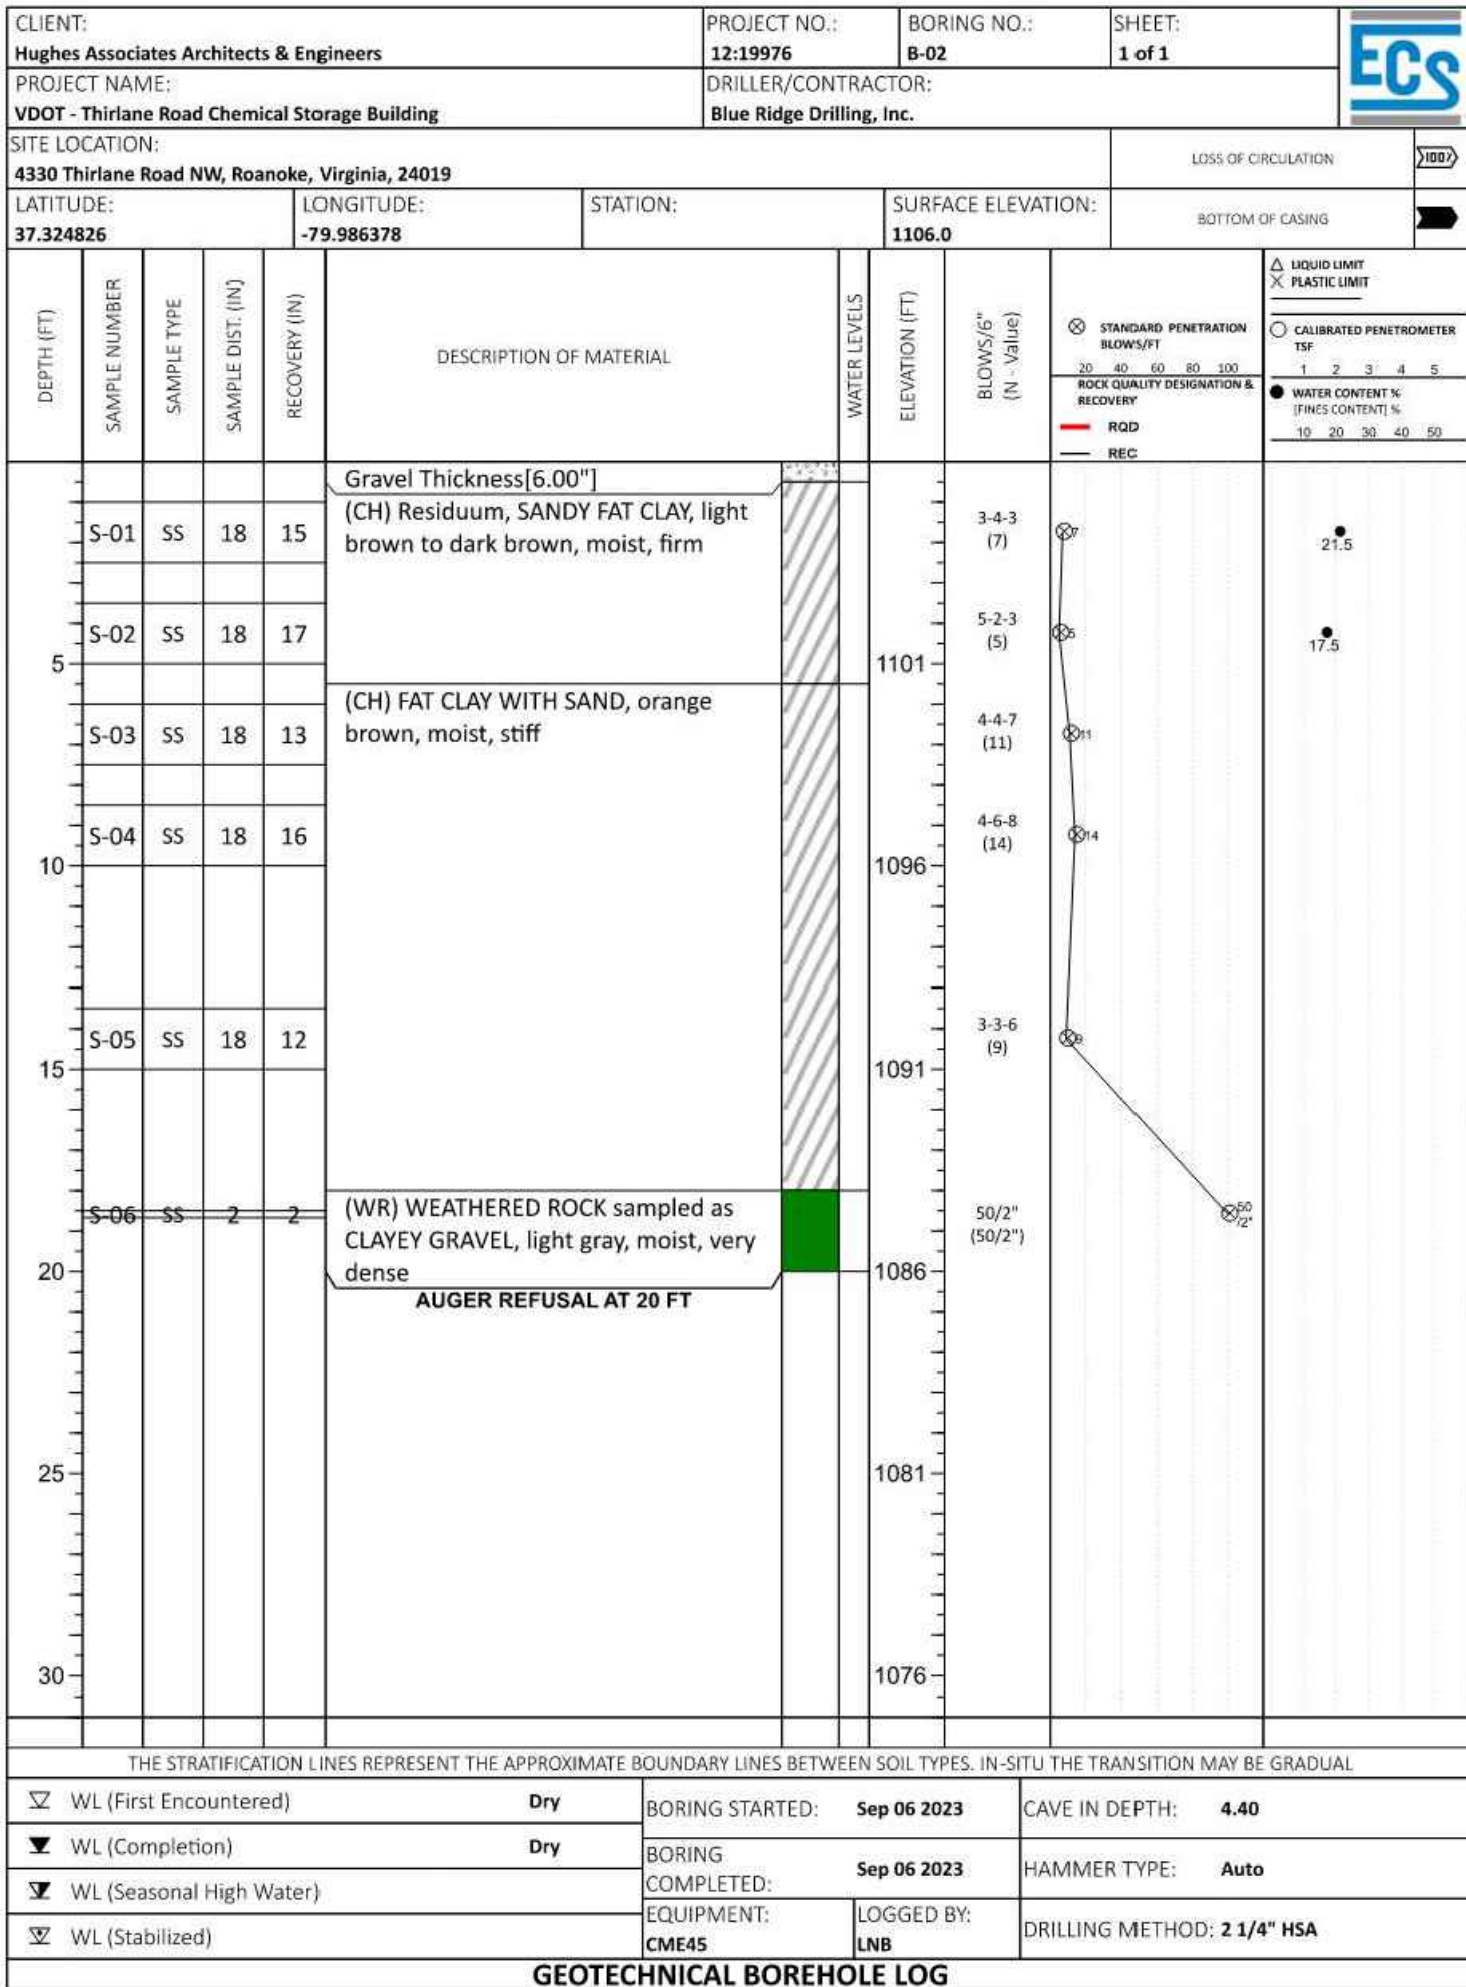 CLIENT:
Hughes Associates Architects & Engineers
PROJECT NO.:
12:19976
BORING NO.:
B-02
SHEET:
1 of 1
ECS
PROJECT NAME:
VDOT - Thirlane Road Chemical Storage Building
DRILLER/CONTRACTOR:
Blue Ridge Drilling, Inc.
SITE LOCATION:
4330 Thirlane Road NW, Roanoke, Virginia, 24019
LOSS OF CIRCULATION
100%
LATITUDE:
37.324826
LONGITUDE:
-79.986378
STATION:
SURFACE ELEVATION:
1106.0
BOTTOM OF CASING
DEPTH (FT)
SAMPLE NUMBER
SAMPLE TYPE
SAMPLE DIST. (IN)
RECOVERY (IN)
DESCRIPTION OF MATERIAL
WATER LEVELS
ELEVATION (FT)
BLOWS/6"
(N - Value)
STANDARD PENETRATION
BLOWS/FT
20 40 60 80 100
ROCK QUALITY DESIGNATION &
RECOVERY
RQD
REC
LIQUID LIMIT
PLASTIC LIMIT
CALIBRATED PENETROMETER
TSF
1 2 3 4 5
WATER CONTENT %
[FINES CONTENT] %
10 20 30 40 50
Gravel Thickness[6.00"]
(CH) Residuum, SANDY FAT CLAY, light
brown to dark brown, moist, firm
S-01 SS 18 15
3-4-3
(7)
7
21.5
S-02 SS 18 17
5-2-3
(5)
5
17.5
5
1101
(CH) FAT CLAY WITH SAND, orange
brown, moist, stiff
S-03 SS 18 13
4-4-7
(11)
11
S-04 SS 18 16
4-6-8
(14)
14
10
1096
S-05 SS 18 12
3-3-6
(9)
9
15
1091
S-06 SS 2 2
(WR) WEATHERED ROCK sampled as
CLAYEY GRAVEL, light gray, moist, very
dense
50/2"
(50/2")
50
/2"
20
1086
AUGER REFUSAL AT 20 FT
25
1081
30
1076
THE STRATIFICATION LINES REPRESENT THE APPROXIMATE BOUNDARY LINES BETWEEN SOIL TYPES. IN-SITU THE TRANSITION MAY BE GRADUAL
WL (First Encountered) Dry
BORING STARTED: Sep 06 2023
CAVE IN DEPTH: 4.40
WL (Completion) Dry
BORING
COMPLETED: Sep 06 2023
HAMMER TYPE: Auto
WL (Seasonal High Water)
EQUIPMENT:
CME45
LOGGED BY:
LNB
DRILLING METHOD: 2 1/4" HSA
WL (Stabilized)
GEOTECHNICAL BOREHOLE LOG